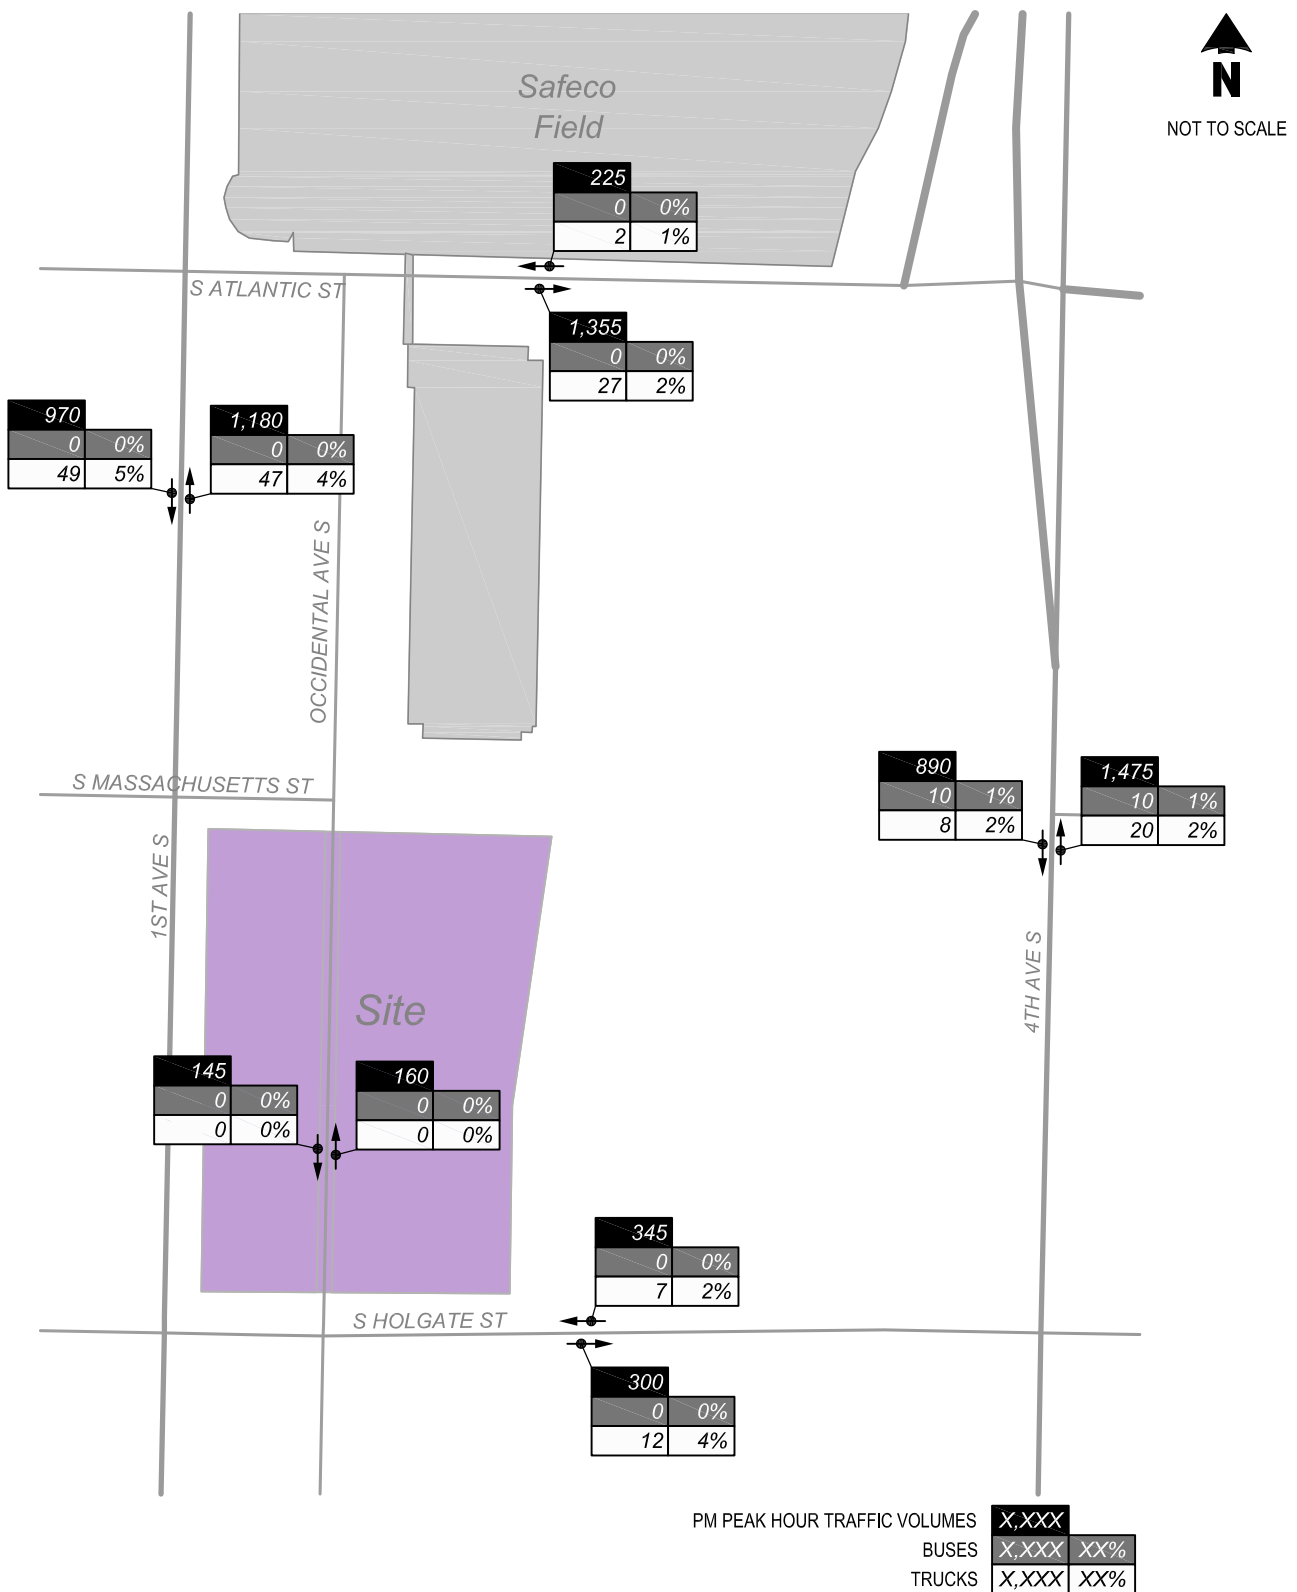 Safeco
Field
N
NOT TO SCALE
225
0 0%
2 1%
S ATLANTIC ST
1,355
0 0%
27 2%
970
0 0%
49 5%
1,180
0 0%
47 4%
OCCIDENTAL AVE S
S MASSACHUSETTS ST
890
10 1%
8 2%
1,475
10 1%
20 2%
1ST AVE S
4TH AVE S
Site
145
0 0%
0 0%
160
0 0%
0 0%
345
0 0%
7 2%
S HOLGATE ST
300
0 0%
12 4%
PM PEAK HOUR TRAFFIC VOLUMES X,XXX
BUSES X,XXX XX%
TRUCKS X,XXX XX%